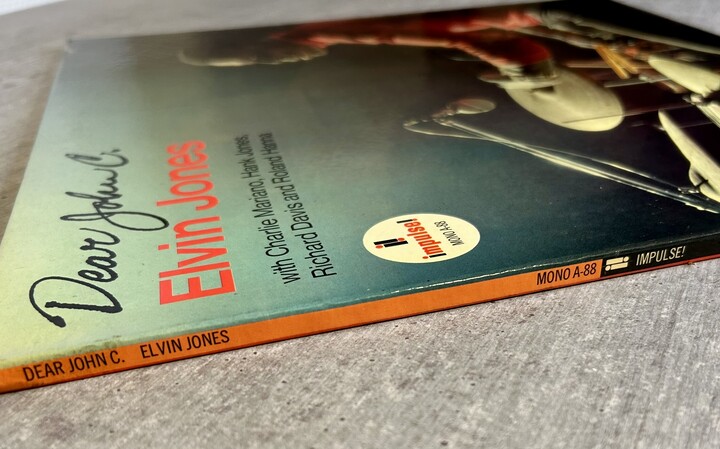 Dear John C.
Elvin Jones
with Charlie Mariano, Hank Jones,
Richard Davis and Roland Hanna
impulse!
MONO A-88
DEAR JOHN C. ELVIN JONES MONO A-88 IMPULSE!